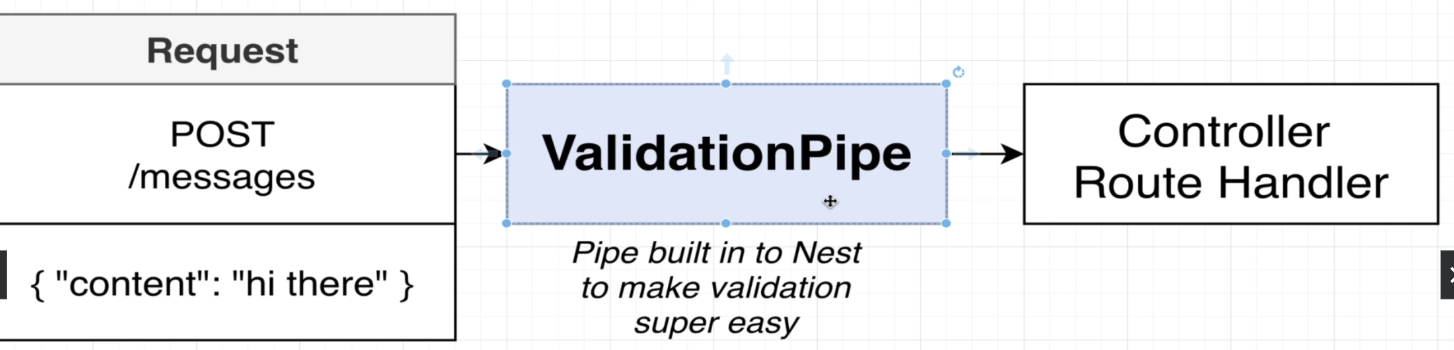 Request
POST
/messages
{ "content": "hi there" }
ValidationPipe
Pipe built in to Nest
to make validation
super easy
Controller
Route Handler